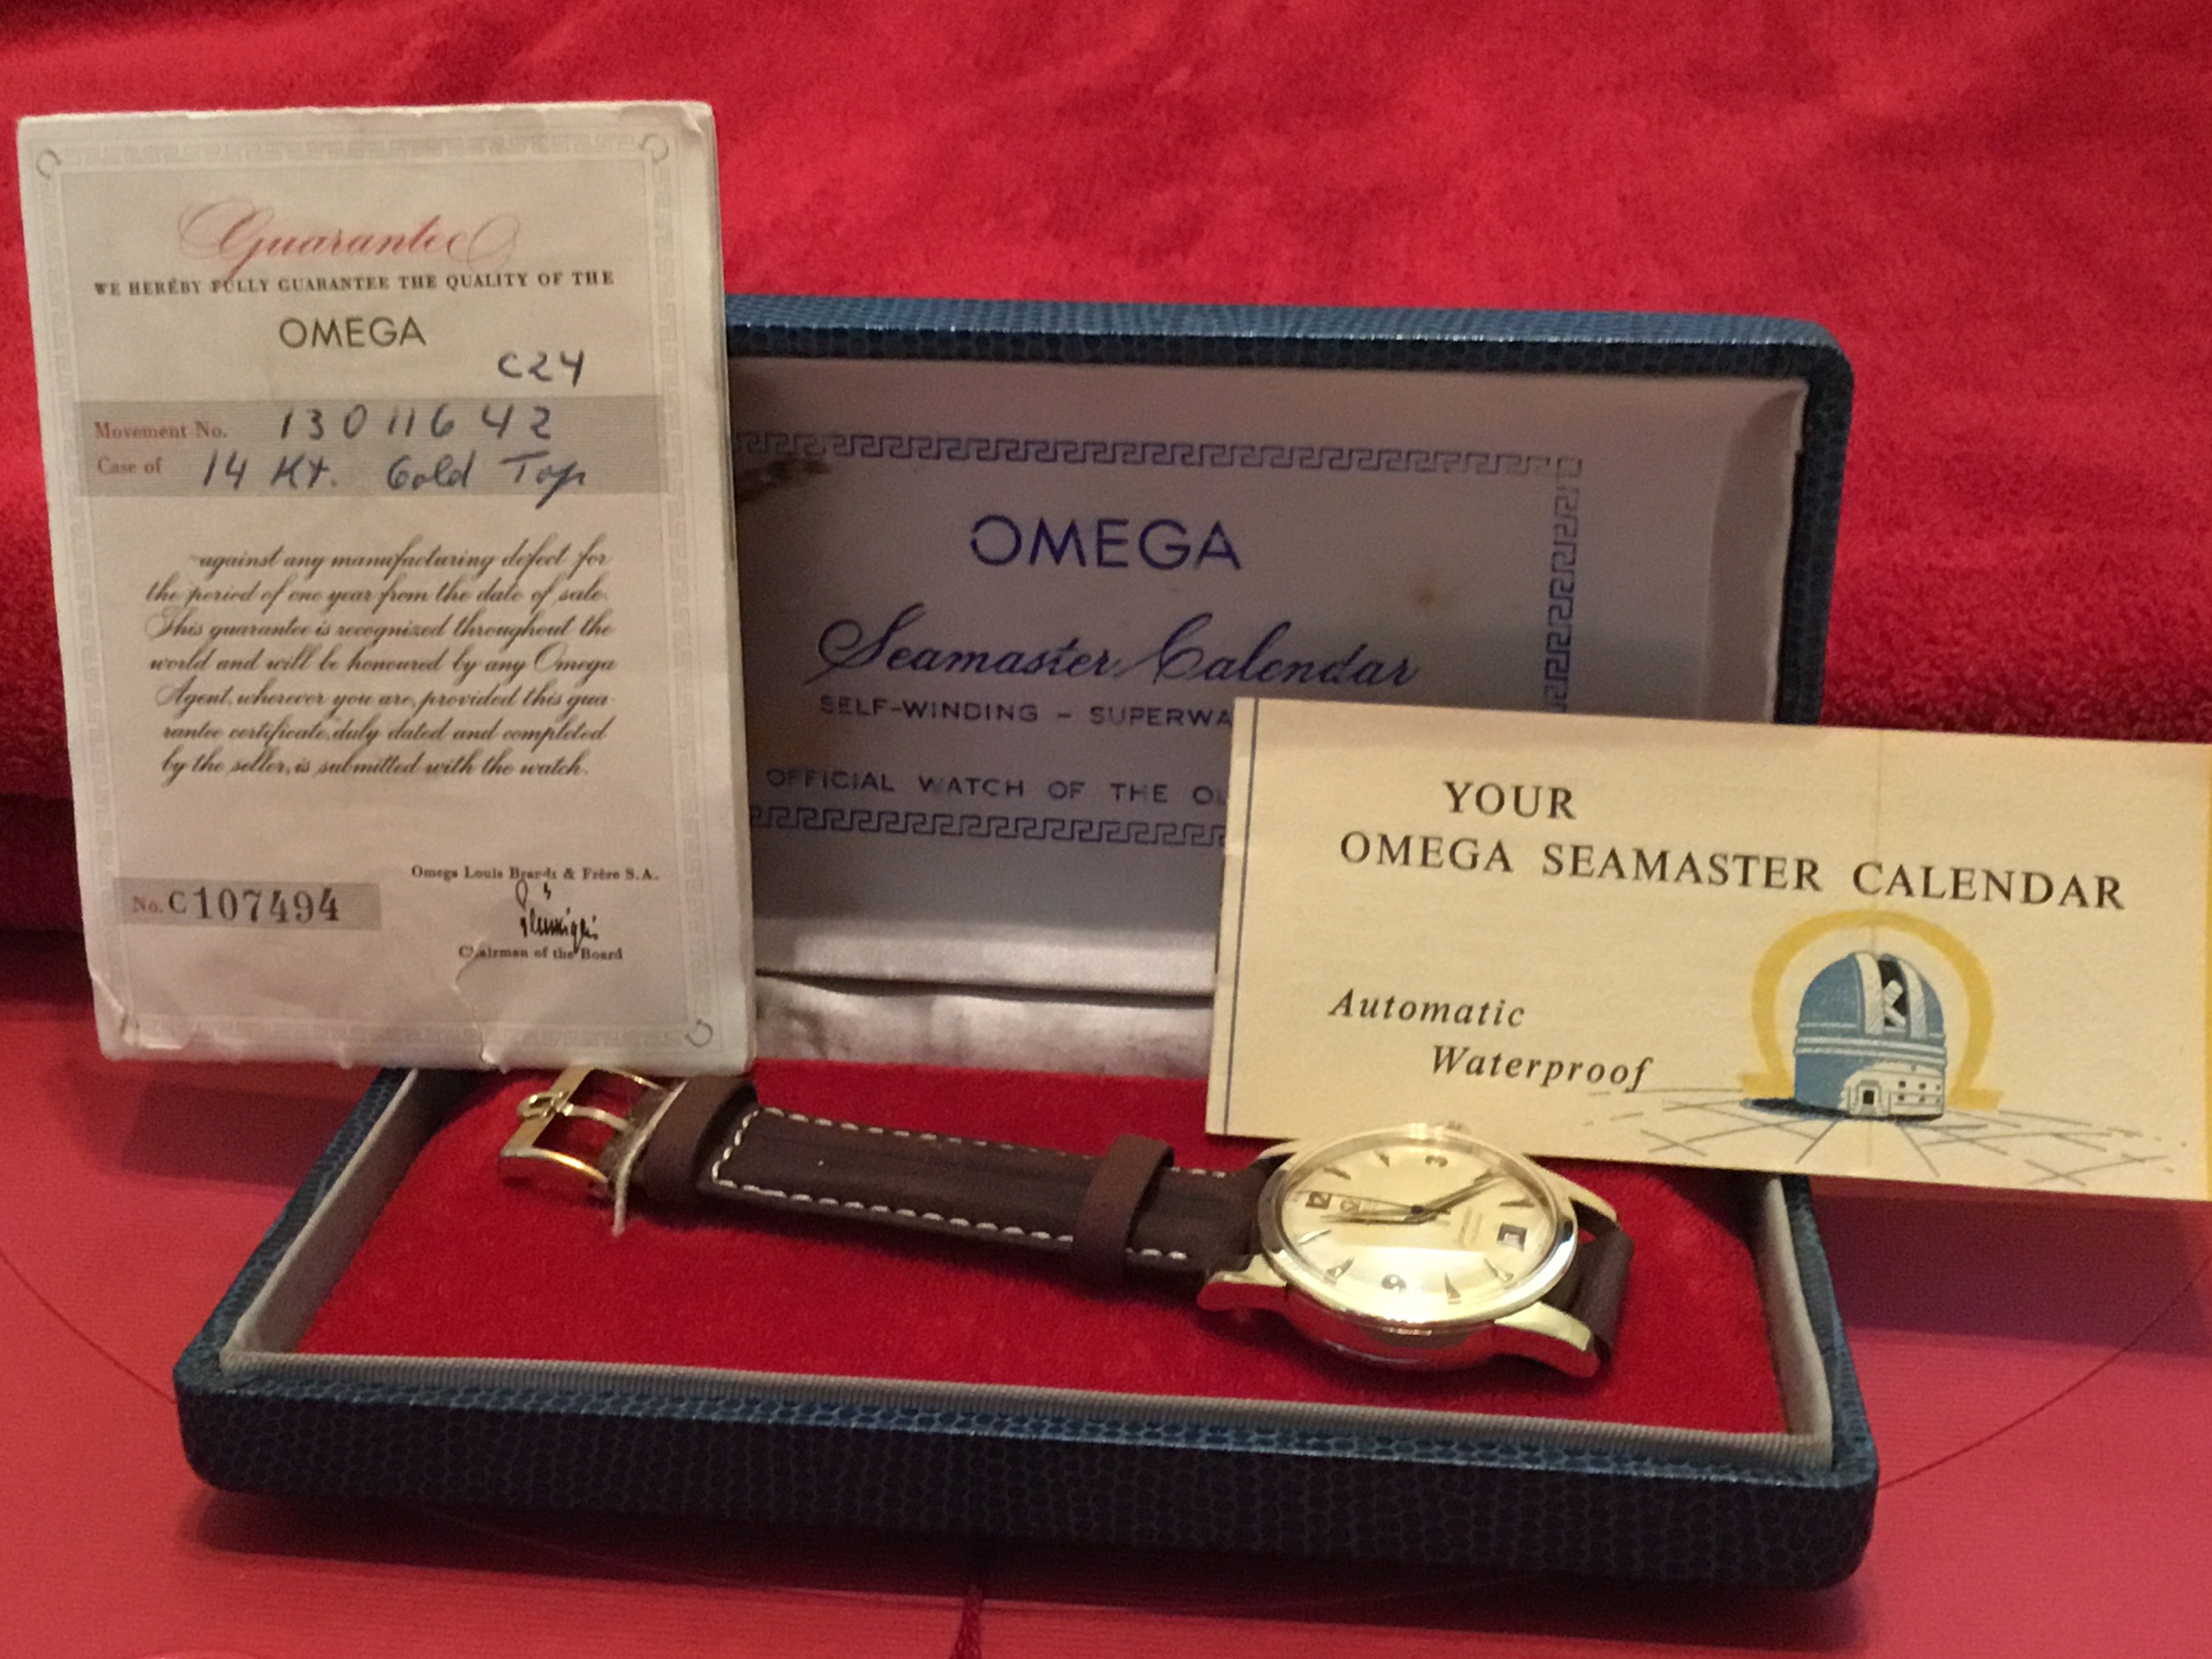 Guarantee
WE HEREBY FULLY GUARANTEE THE QUALITY OF THE
OMEGA
C24
Movement No. 13011642
Case of 14 Kt. Gold Top
against any manufacturing defect for
the period of one year from the date of sale.
This guarantee is recognized throughout the
world and will be honoured by any Omega
Agent, wherever you are, provided this gua-
rantee certificate, duly dated and completed
by the seller, is submitted with the watch.
Omega Louis Brandt & Frère S.A.
No. C107494
Chairman of the Board
OMEGA
Seamaster Calendar
SELF-WINDING - SUPERWA
OFFICIAL WATCH OF THE OL
YOUR
OMEGA SEAMASTER CALENDAR
Automatic
Waterproof
3
12
9